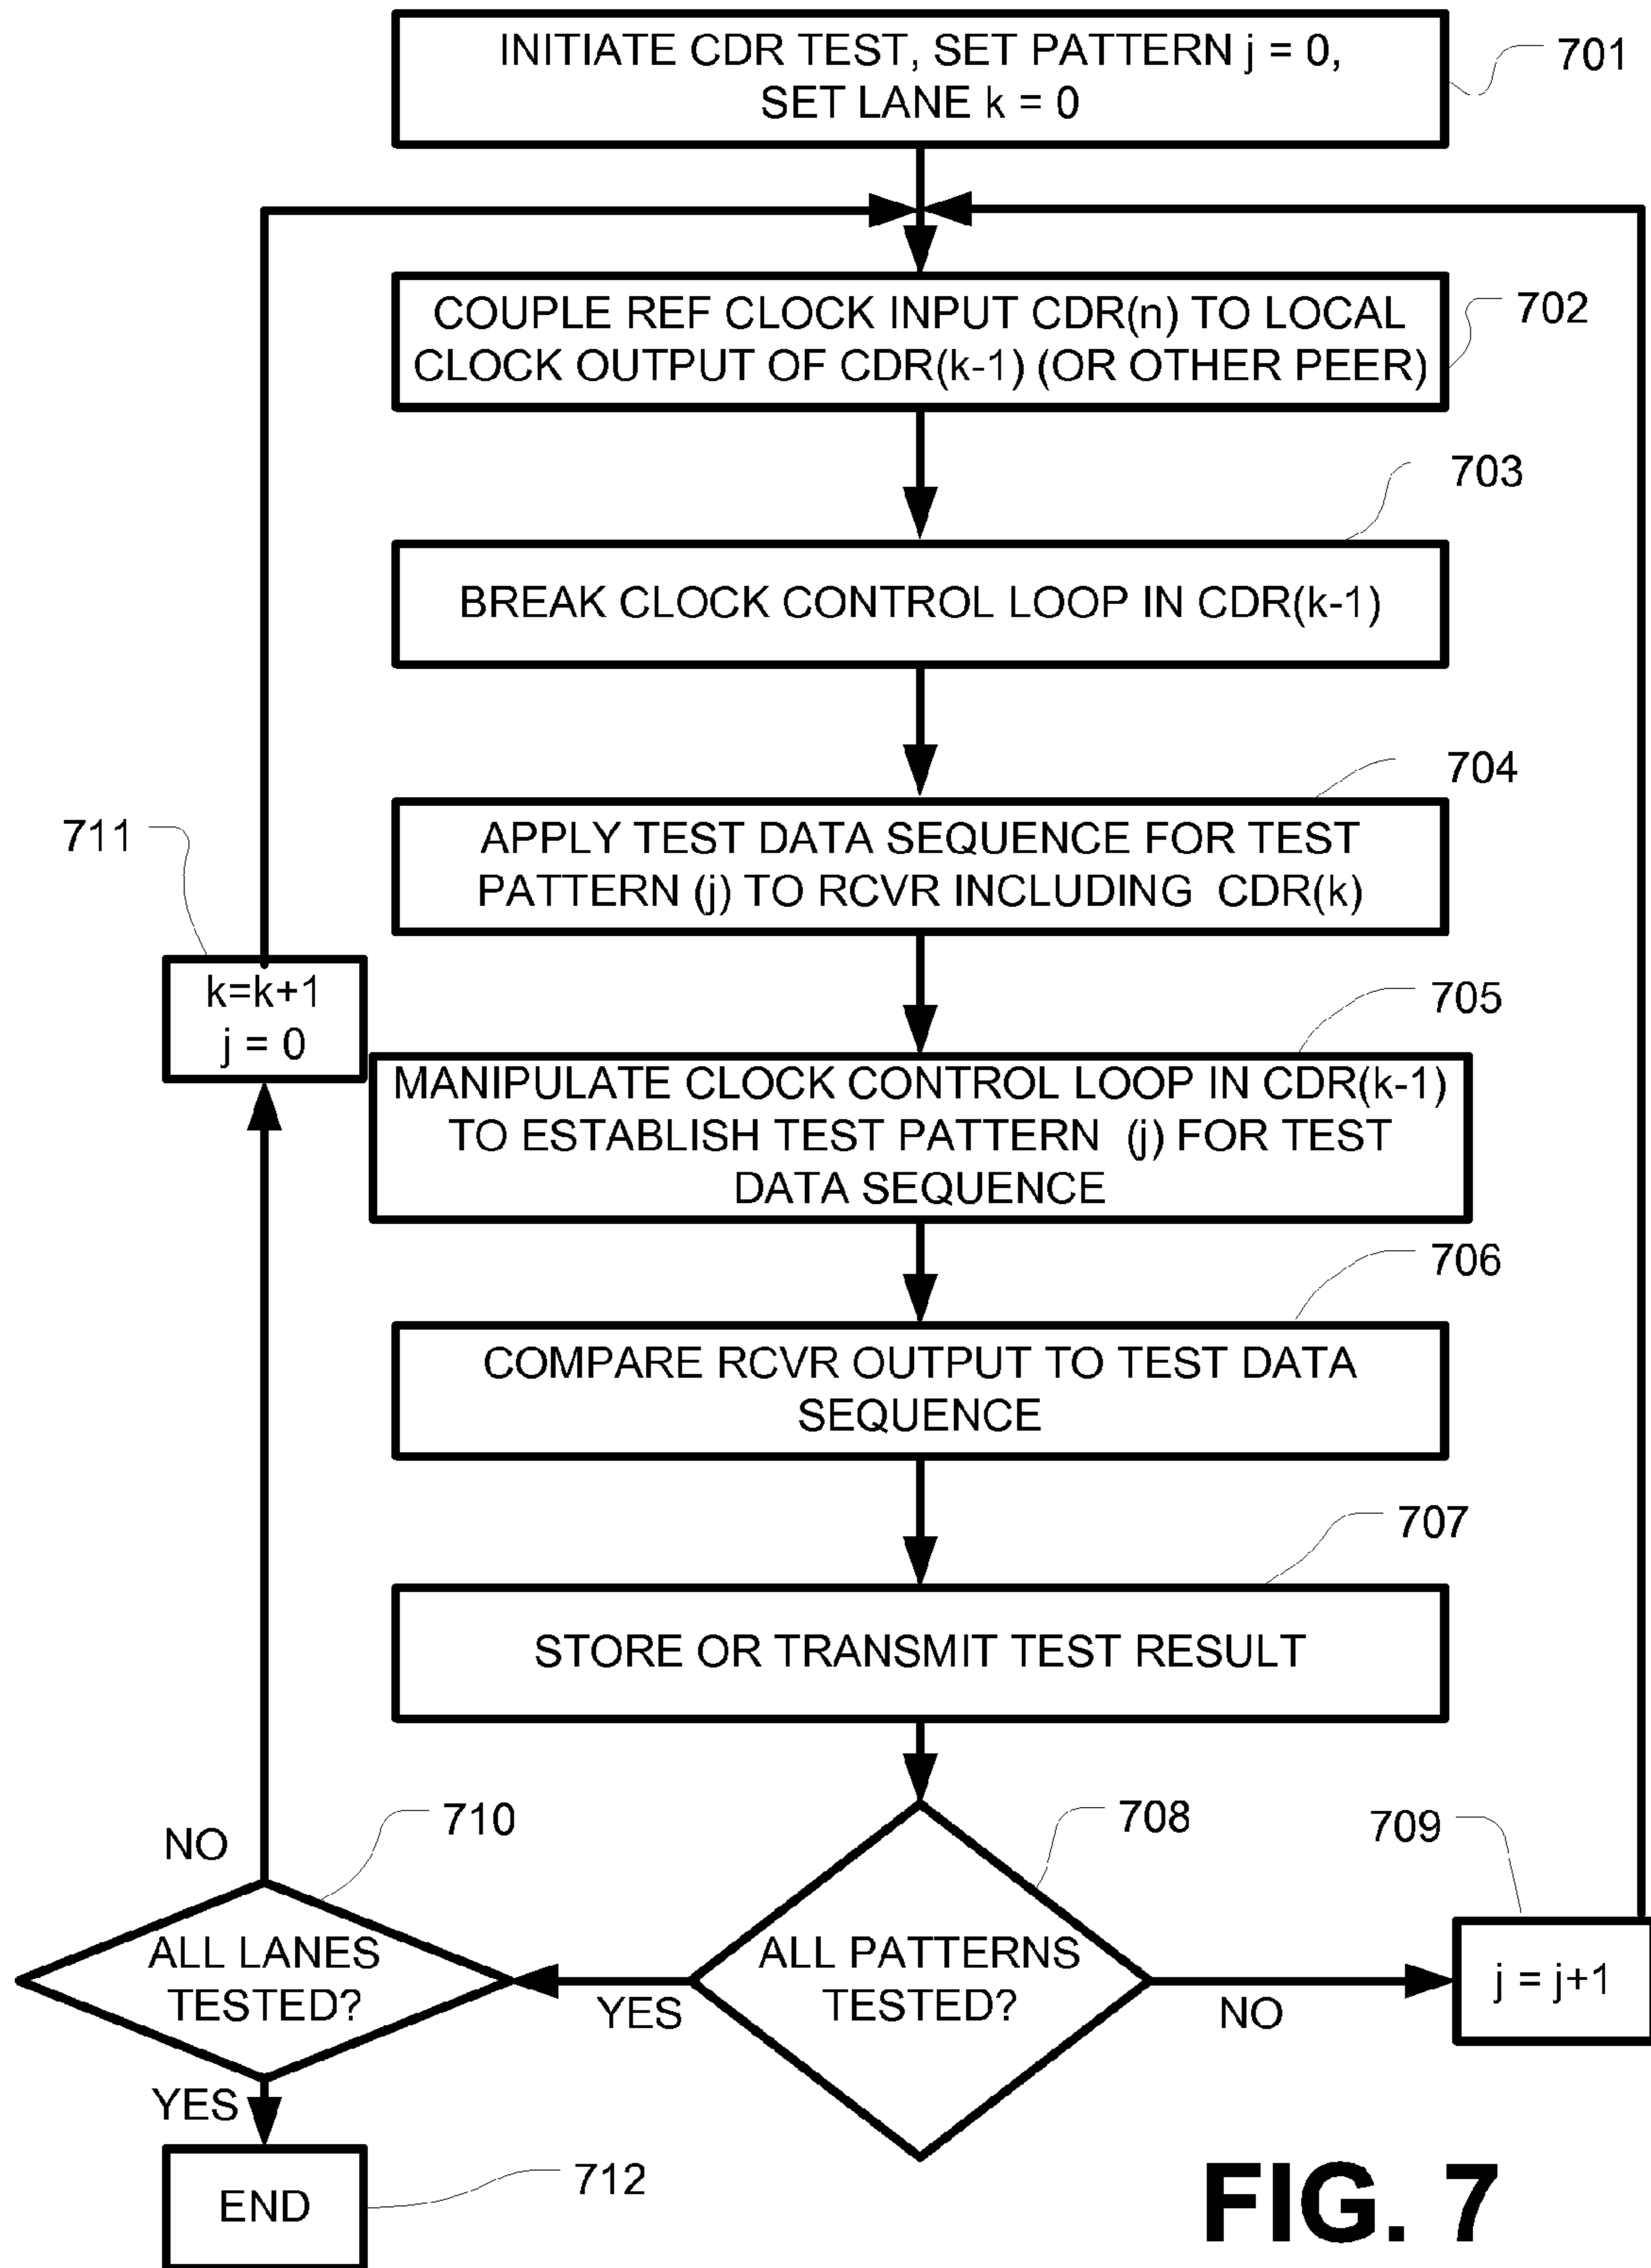 INITIATE CDR TEST, SET PATTERN j = 0,
SET LANE k = 0
701
COUPLE REF CLOCK INPUT CDR(n) TO LOCAL
CLOCK OUTPUT OF CDR(k-1) (OR OTHER PEER)
702
703
BREAK CLOCK CONTROL LOOP IN CDR(k-1)
704
APPLY TEST DATA SEQUENCE FOR TEST
PATTERN (j) TO RCVR INCLUDING CDR(k)
711
k=k+1
j = 0
705
MANIPULATE CLOCK CONTROL LOOP IN CDR(k-1)
TO ESTABLISH TEST PATTERN (j) FOR TEST
DATA SEQUENCE
706
COMPARE RCVR OUTPUT TO TEST DATA
SEQUENCE
707
STORE OR TRANSMIT TEST RESULT
708
ALL PATTERNS
TESTED?
NO
709
j = j+1
YES
710
ALL LANES
TESTED?
NO
YES
END
712
FIG. 7